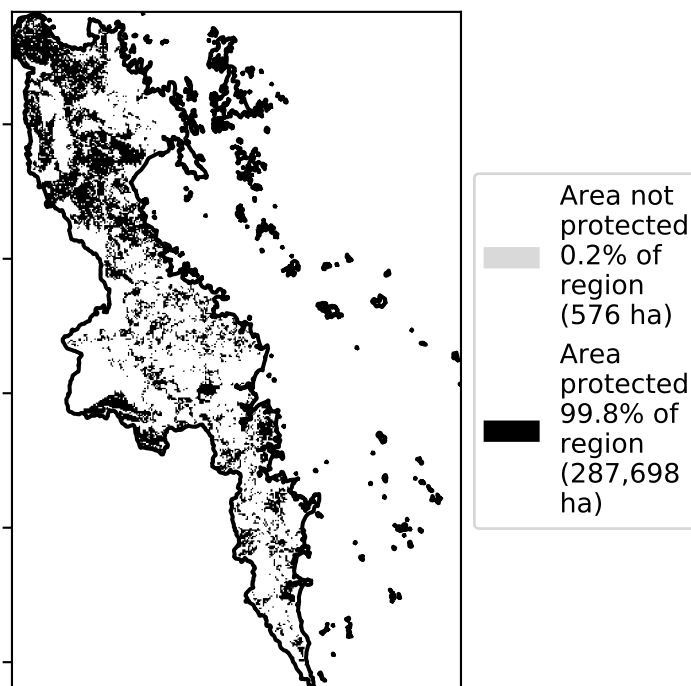 Area not
protected
0.2% of
region
(576 ha)
Area
protected
99.8% of
region
(287,698
ha)